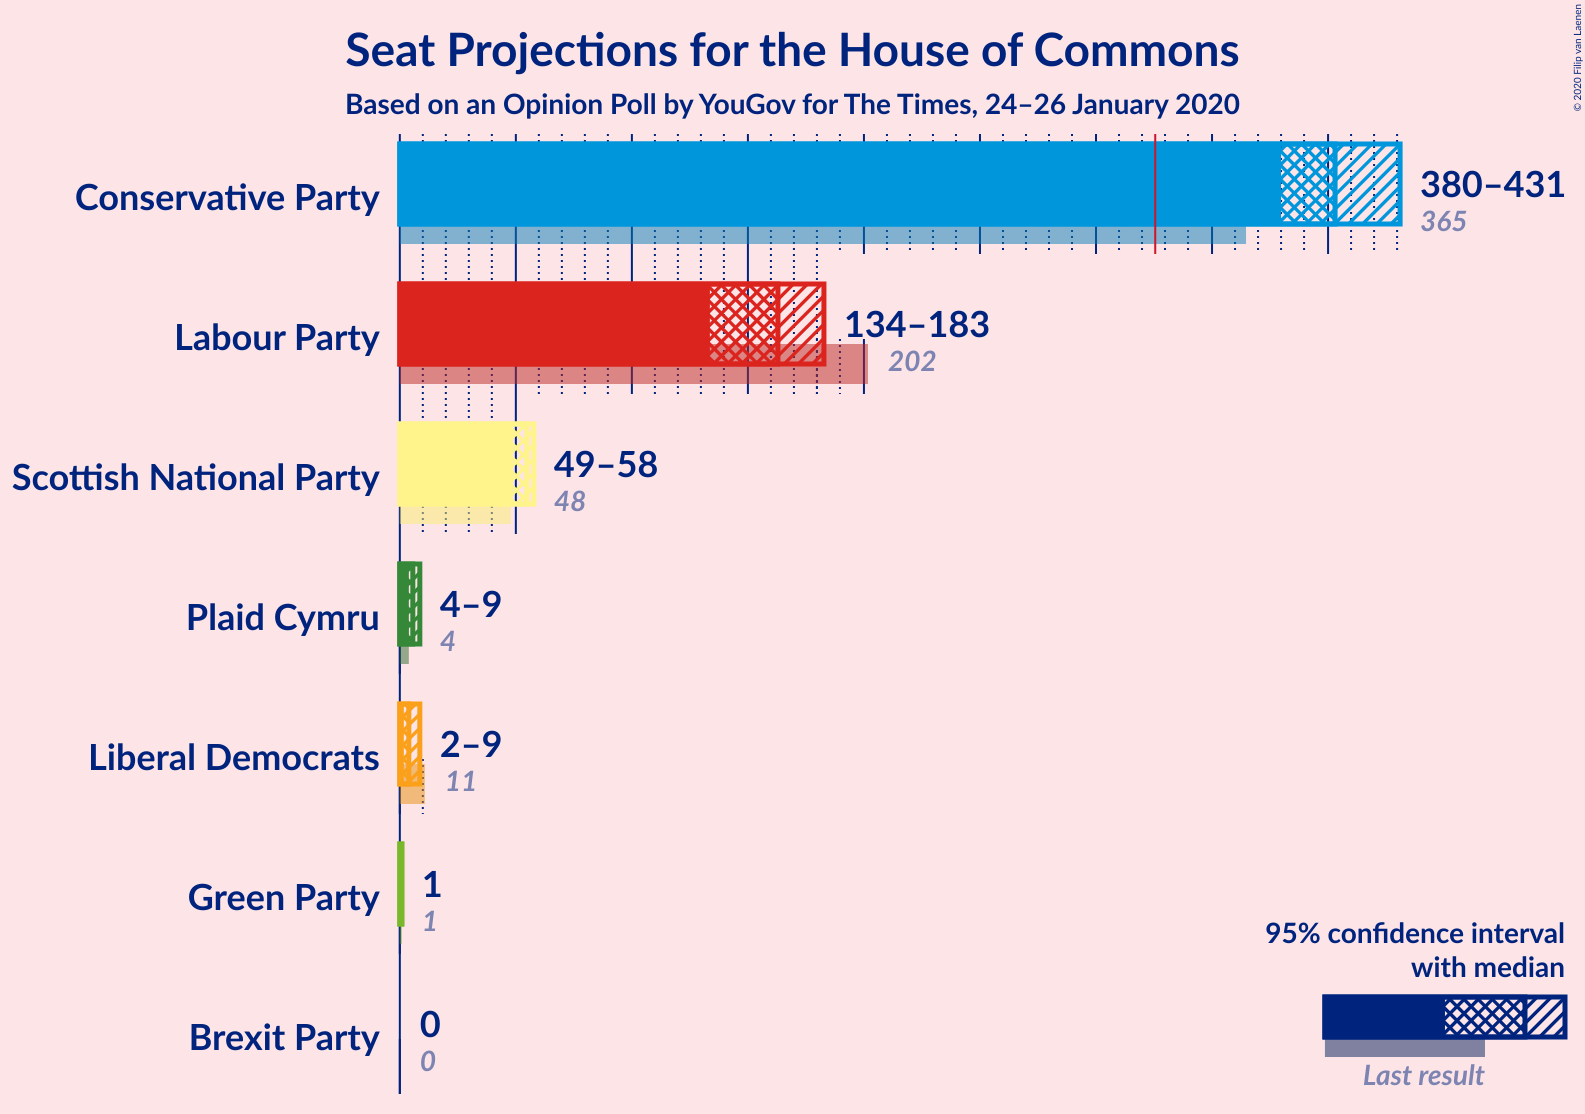 Seat Projections for the House of Commons
Based on an Opinion Poll by YouGov for The Times, 24–26 January 2020
© 2020 Filip van Laenen
Conservative Party
380–431
365
Labour Party
134–183
202
Scottish National Party
49–58
48
Plaid Cymru
4–9
4
Liberal Democrats
2–9
11
Green Party
1
1
Brexit Party
0
0
95% confidence interval
with median
Last result